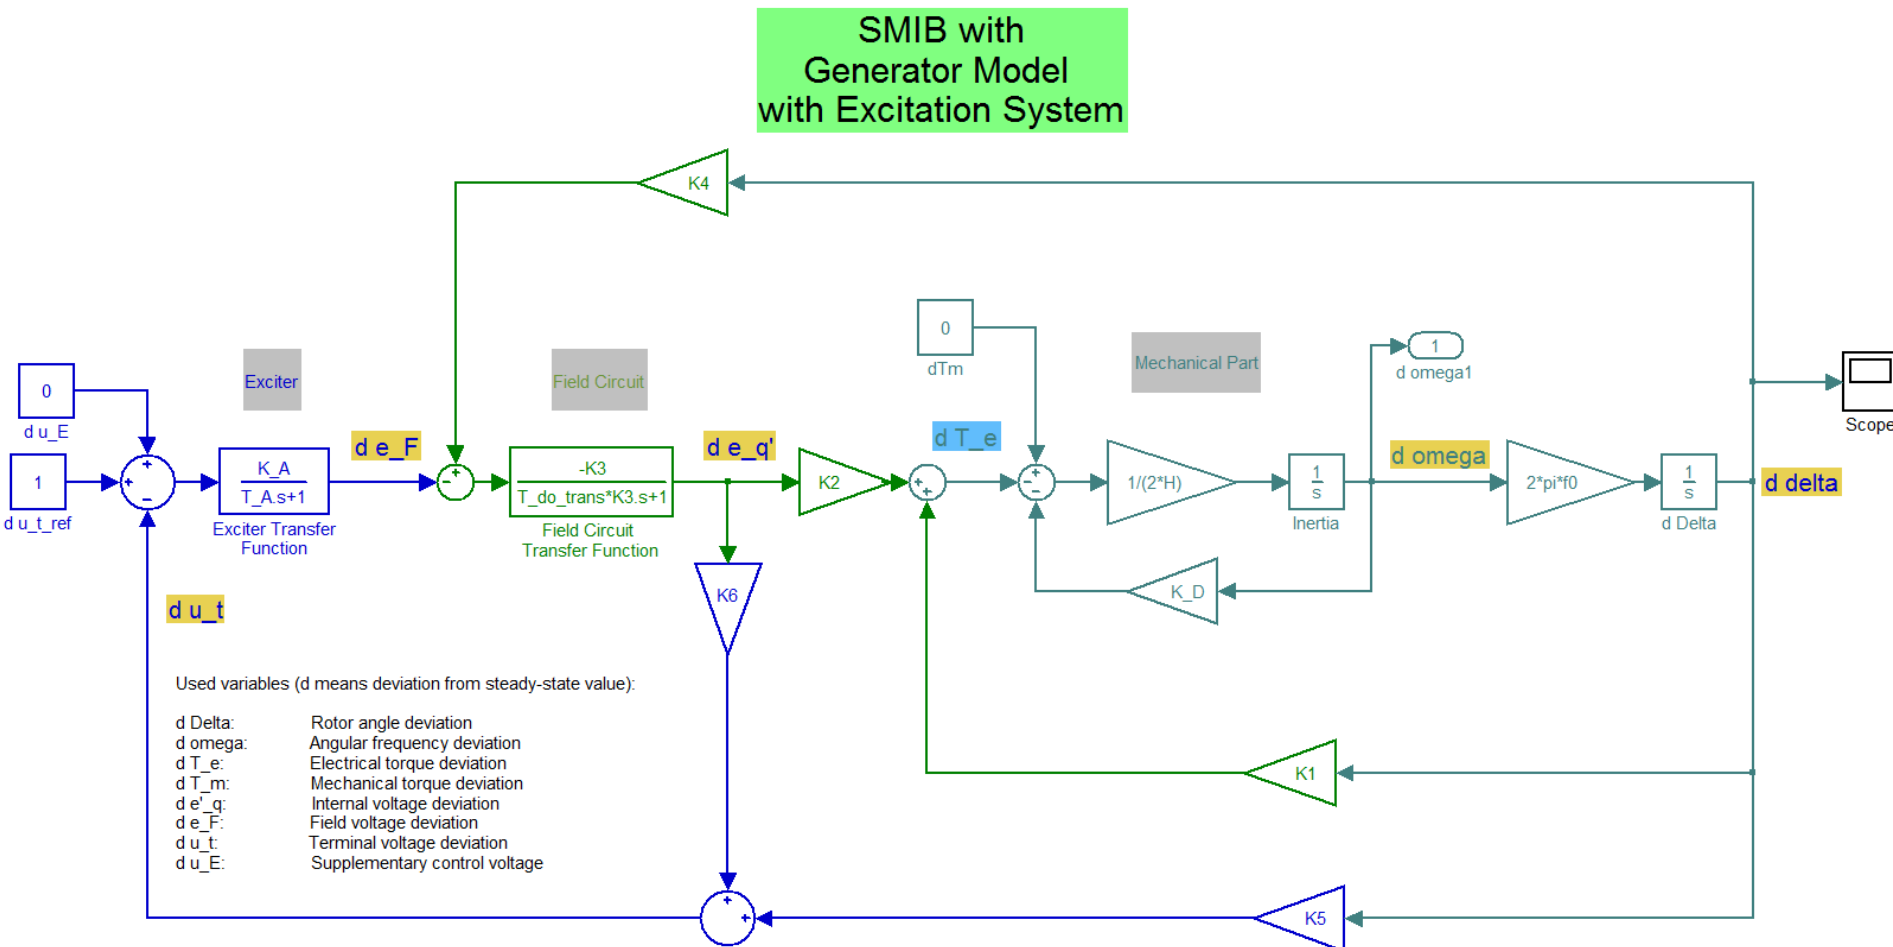 SMIB with
Generator Model
with Excitation System
K4
0
dTm
Mechanical Part
1
d omega1
Scope
0
d u_E
Exciter
Field Circuit
d e_F
d e_q'
d T_e
d omega
d delta
1
d u_t_ref
+
+
-
K_A
T_A.s+1
Exciter Transfer
Function
+
-
-K3
T_do_trans*K3.s+1
Field Circuit
Transfer Function
K2
+
+
+
-
-
1/(2*H)
1
s
Inertia
2*pi*f0
1
s
d Delta
K_D
K6
d u_t
Used variables (d means deviation from steady-state value):
d Delta: Rotor angle deviation
d omega: Angular frequency deviation
d T_e: Electrical torque deviation
d T_m: Mechanical torque deviation
d e'_q: Internal voltage deviation
d e_F: Field voltage deviation
d u_t: Terminal voltage deviation
d u_E: Supplementary control voltage
K1
+
+
K5